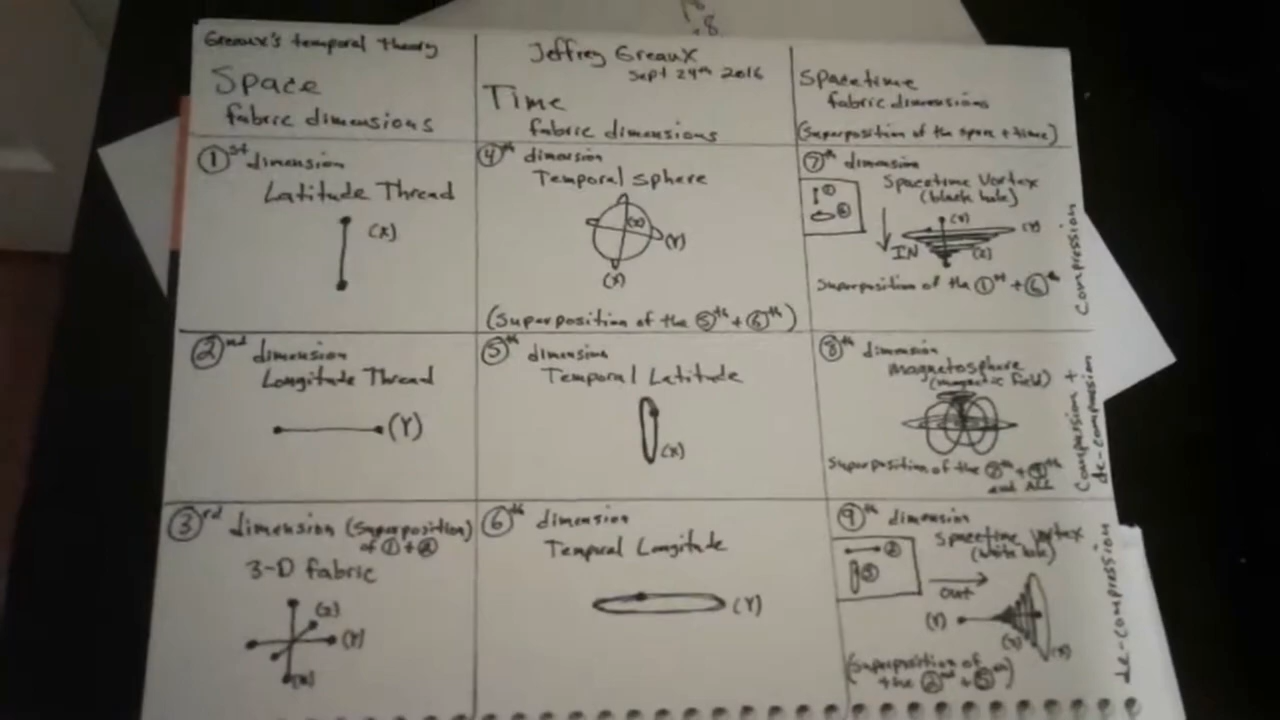 Greaux's temporal theory
Space
fabric dimensions
Jeffrey Greaux
Sept 24th 2016
Time
fabric dimensions
Spacetime
fabric dimensions
(superposition of the space + time)
1st dimension
Latitude Thread
(X)
4th dimension
Temporal sphere
(X)
(Y)
(X)
(Superposition of the 5th + 6th)
7th dimension
1
6
Spacetime Vortex
(black hole)
IN
(X)
(Y)
(Z)
Superposition of the 1st + 6th
Compression
2nd dimension
Longitude Thread
(Y)
5th dimension
Temporal Latitude
(X)
8th dimension
magnetosphere
(magnetic field)
Superposition of the
and ALL
Compression +
de-compression
3rd dimension (Superposition)
of 1 + 2
3-D fabric
(Z)
(Y)
(X)
6th dimension
Temporal Longitude
(Y)
9th dimension
2
5
Spacetime Vortex
(white hole)
out
(Y)
(Z)
(X)
(Superposition of
the 2nd + 5th)
de-compression
8